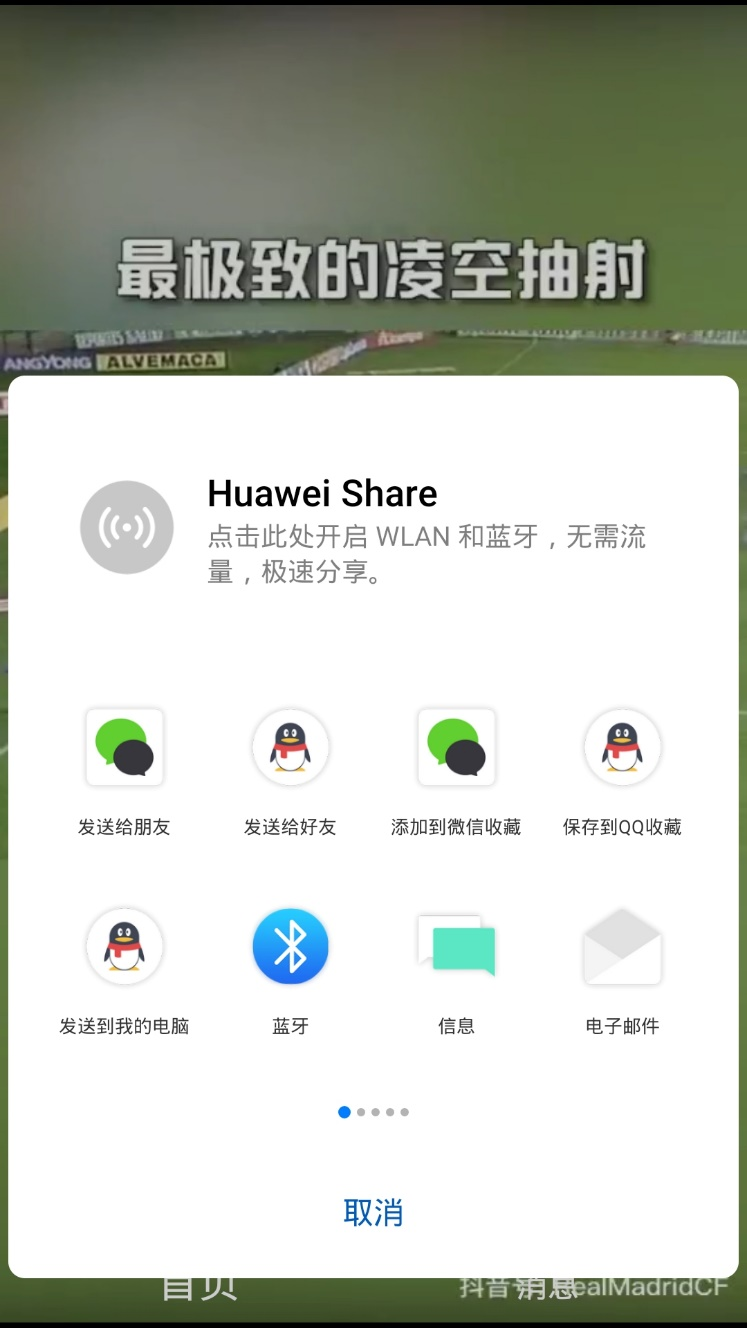 最极致的凌空抽射
ANGYONG ALVEMACA
Huawei Share
点击此处开启 WLAN 和蓝牙，无需流
量，极速分享。
发送给朋友
发送给好友
添加到微信收藏
保存到QQ收藏
发送到我的电脑
蓝牙
信息
电子邮件
取消
首页
消息
抖音号：RealMadridCF